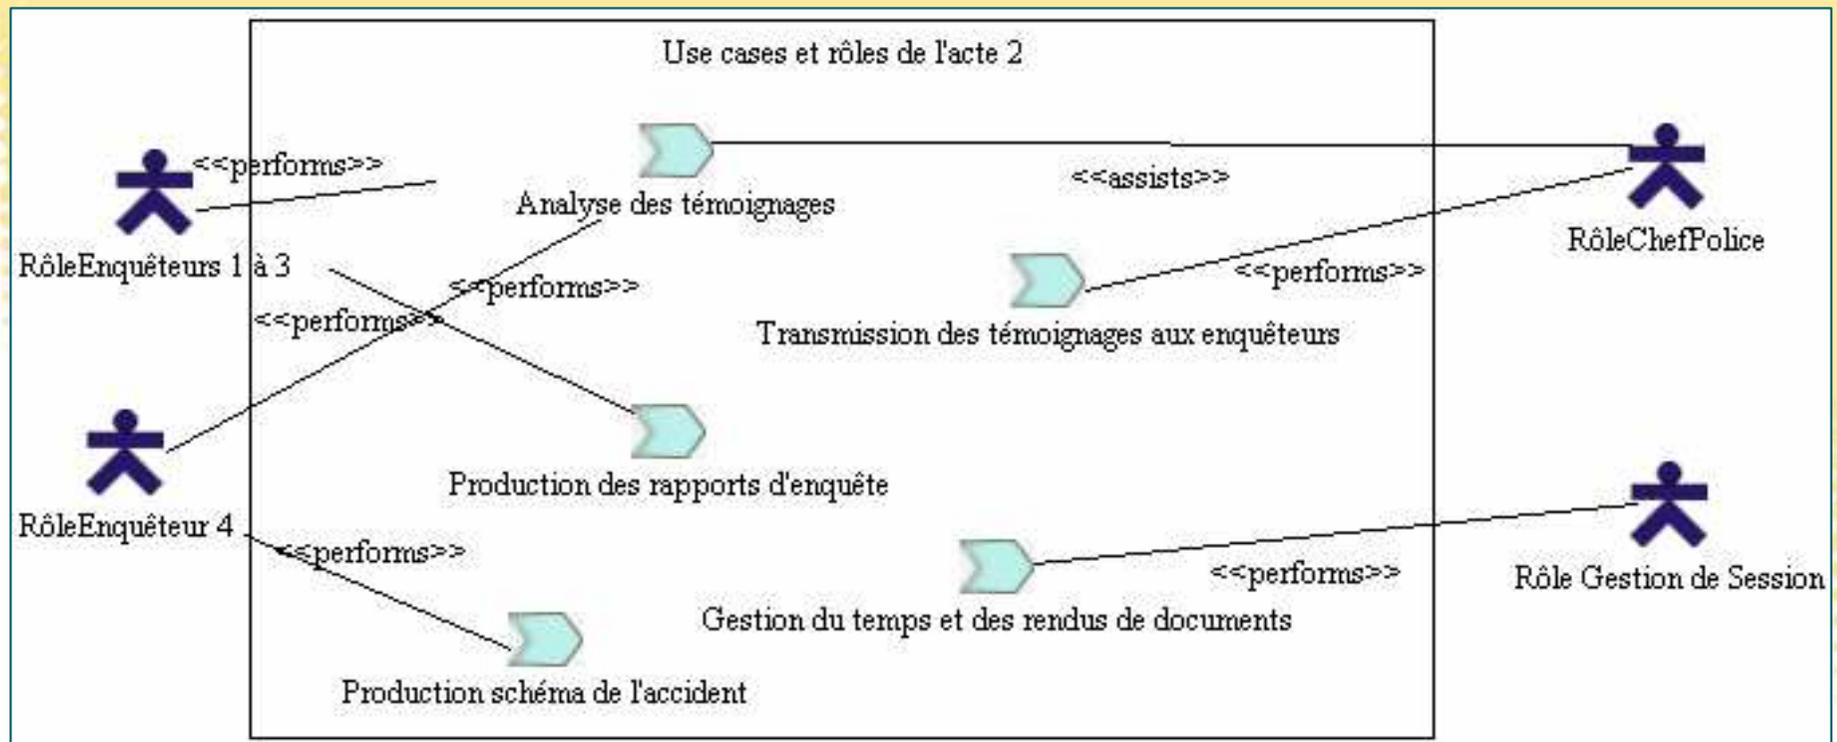 Use cases et rôles de l'acte 2
<<performs>>
<<assists>>
Analyse des témoignages
RôleChefPolice
RôleEnquêteurs 1 à 3
<<performs>>
<<performs>>
<<performs>>
Transmission des témoignages aux enquêteurs
Production des rapports d'enquête
RôleEnquêteur 4
<<performs>>
<<performs>>
Rôle Gestion de Session
Gestion du temps et des rendus de documents
Production schéma de l'accident